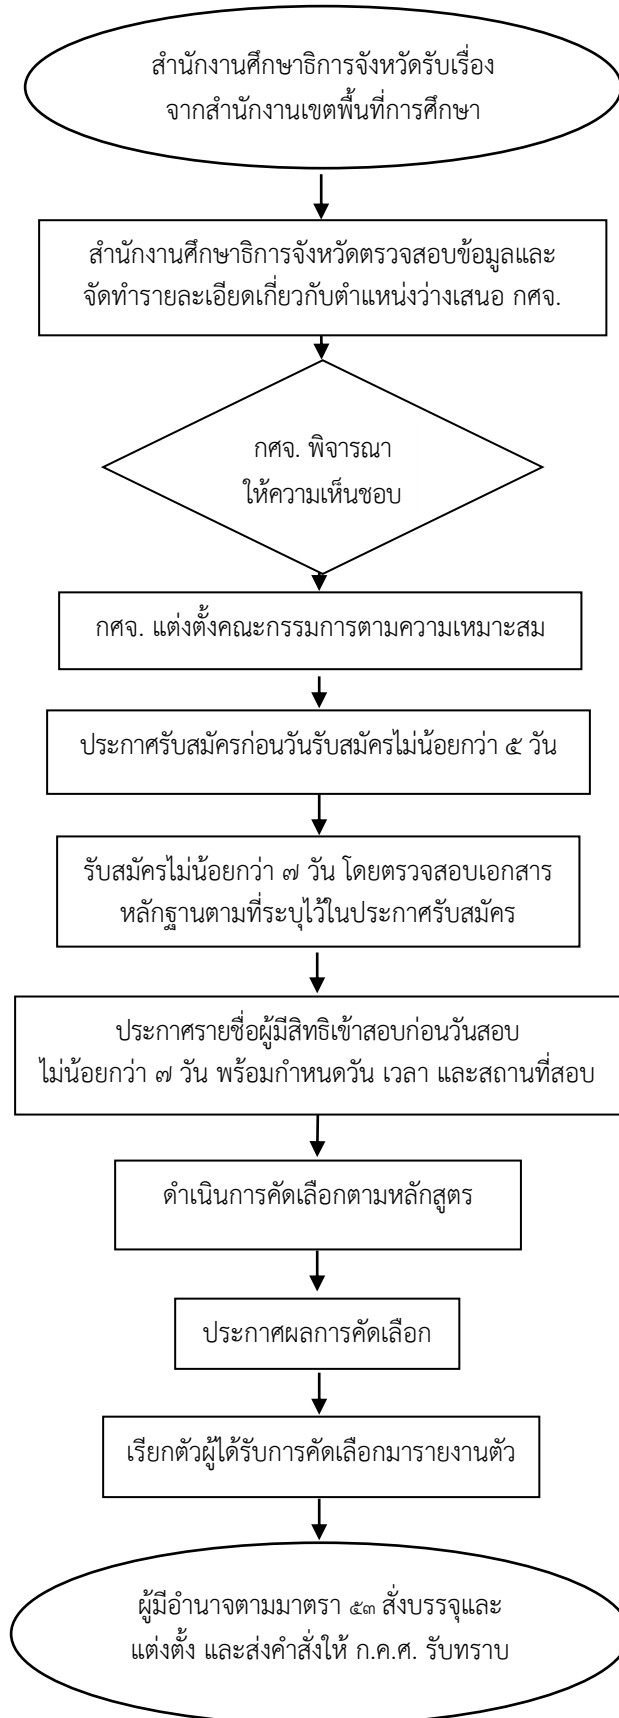 สำนักงานศึกษาธิการจังหวัดรับเรื่อง
จากสำนักงานเขตพื้นที่การศึกษา
สำนักงานศึกษาธิการจังหวัดตรวจสอบข้อมูลและ
จัดทำรายละเอียดเกี่ยวกับตำแหน่งว่างเสนอ กศจ.
กศจ. พิจารณา
ให้ความเห็นชอบ
กศจ. แต่งตั้งคณะกรรมการตามความเหมาะสม
ประกาศรับสมัครก่อนวันรับสมัครไม่น้อยกว่า ๕ วัน
รับสมัครไม่น้อยกว่า ๗ วัน โดยตรวจสอบเอกสาร
หลักฐานตามที่ระบุไว้ในประกาศรับสมัคร
ประกาศรายชื่อผู้มีสิทธิเข้าสอบก่อนวันสอบ
ไม่น้อยกว่า ๗ วัน พร้อมกำหนดวัน เวลา และสถานที่สอบ
ดำเนินการคัดเลือกตามหลักสูตร
ประกาศผลการคัดเลือก
เรียกตัวผู้ได้รับการคัดเลือกมารายงานตัว
ผู้มีอำนาจตามมาตรา ๕๓ สั่งบรรจุและ
แต่งตั้ง และส่งคำสั่งให้ ก.ค.ศ. รับทราบ